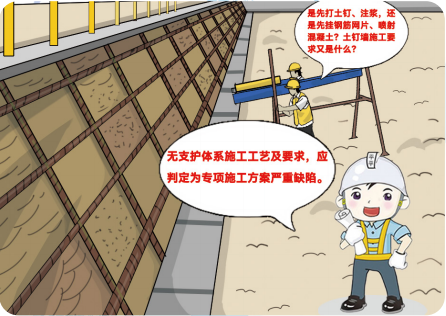 是先打土钉、注浆，还
是先挂钢筋网片、喷射
混凝土？土钉墙施工要
求又是什么？
无支护体系施工工艺及要求，应
判定为专项施工方案严重缺陷。